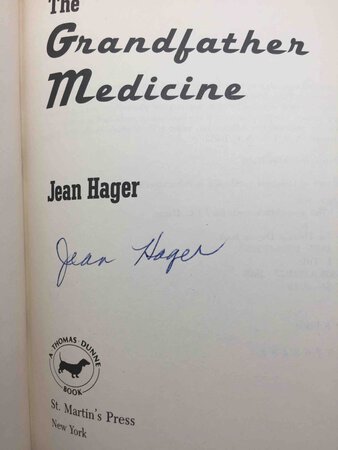 The
Grandfather
Medicine
Jean Hager
Jean Hager
A THOMAS DUNNE
BOOK
St. Martin's Press
New York